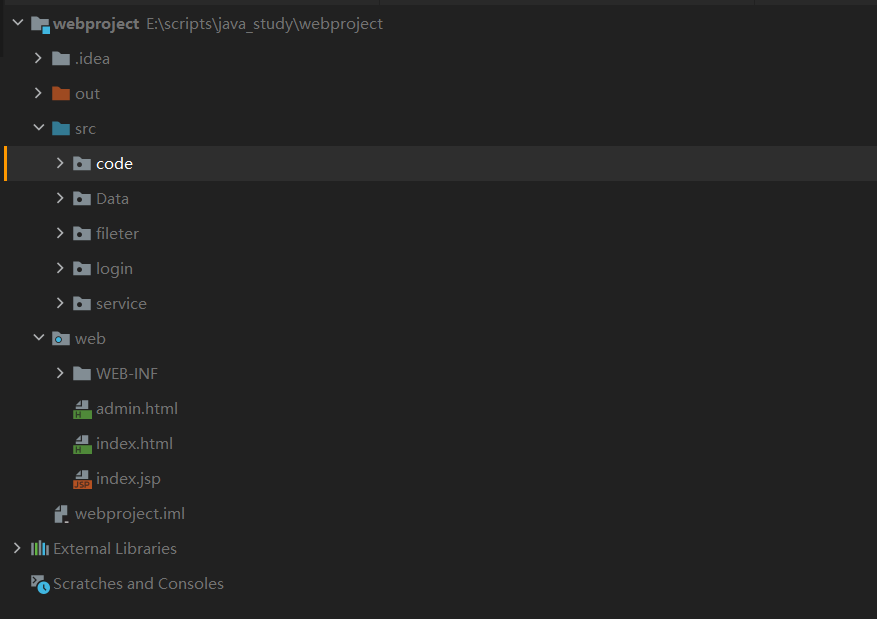 webproject E:\scripts\java_study\webproject
.idea
out
src
code
Data
fileter
login
service
web
WEB-INF
admin.html
index.html
index.jsp
webproject.iml
External Libraries
Scratches and Consoles